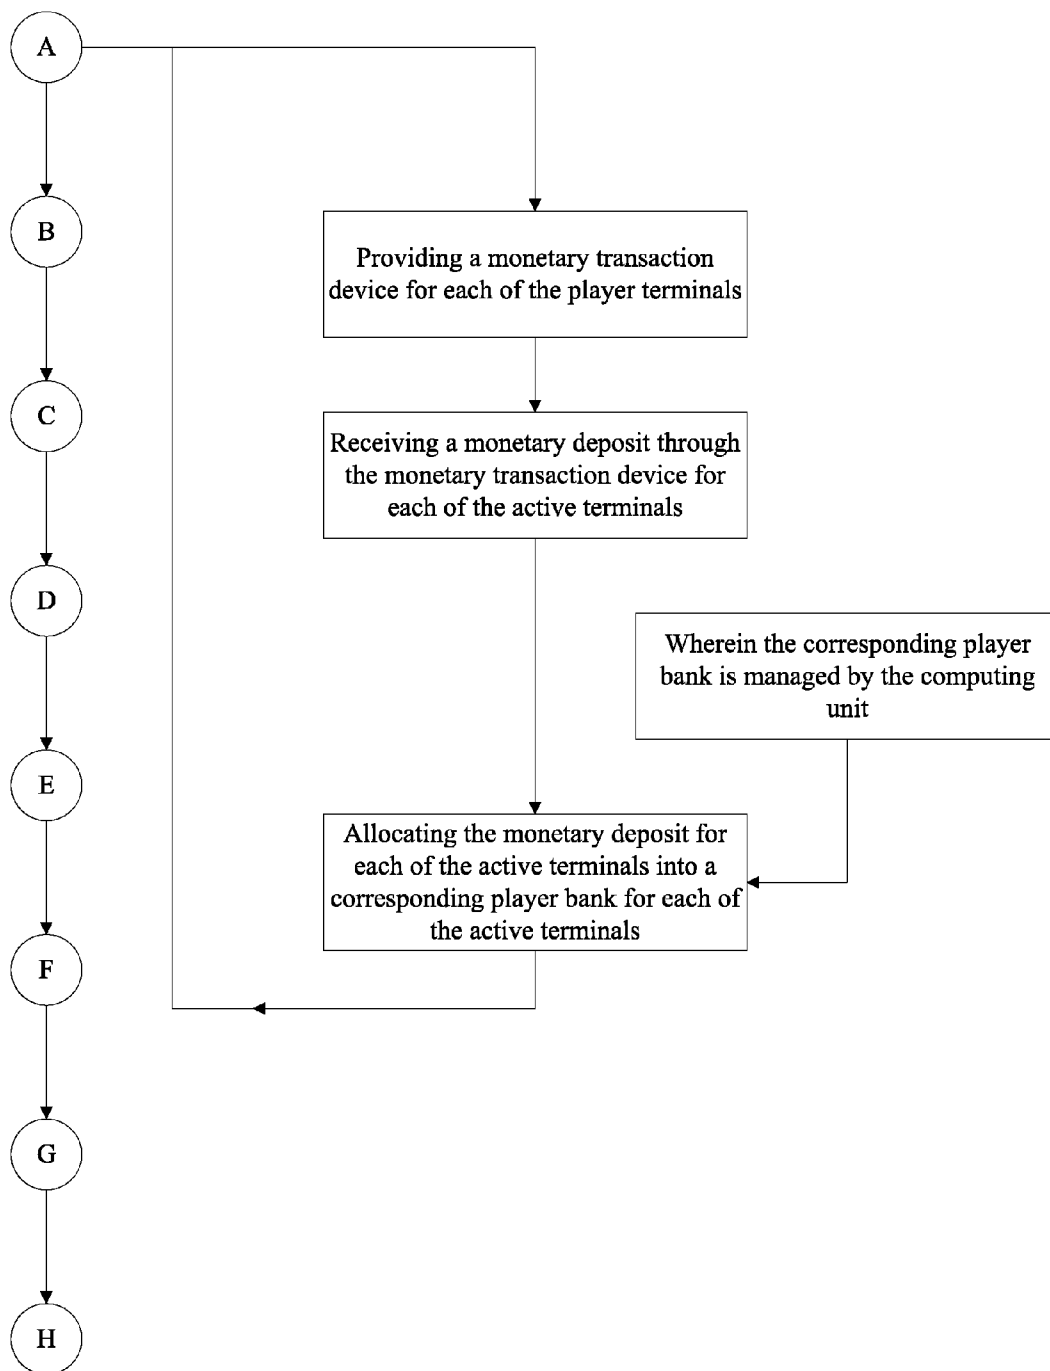 A
B
Providing a monetary transaction
device for each of the player terminals
C
Receiving a monetary deposit through
the monetary transaction device for
each of the active terminals
D
Wherein the corresponding player
bank is managed by the computing
unit
E
Allocating the monetary deposit for
each of the active terminals into a
corresponding player bank for each of
the active terminals
F
G
H